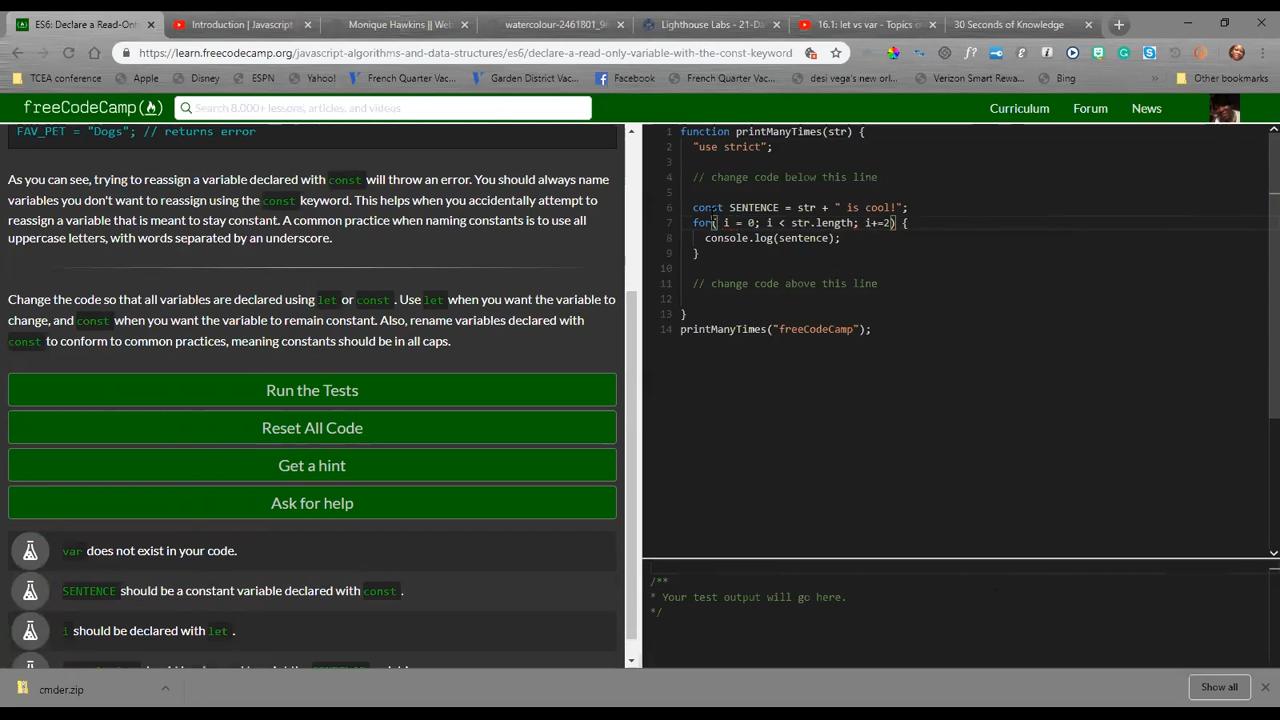 ES6: Declare a Read-Onl
Introduction | Javascript
Monique Hawkins || Web
watercolour-2461801_9
Lighthouse Labs - 21-Da
16.1: let vs var - Topics o
30 Seconds of Knowledge
https://learn.freecodecamp.org/javascript-algorithms-and-data-structures/es6/declare-a-read-only-variable-with-the-const-keyword
TCEA conference
Apple
Disney
ESPN
Yahoo!
French Quarter Vac
Garden District Vac
Facebook
French Quarter Vac
desi vega's new orl
Verizon Smart Rewa
Bing
»
Other bookmarks
freeCodeCamp
Search 8,000+ lessons, articles, and videos
Curriculum
Forum
News
FAV_PET = "Dogs"; // returns error
As you can see, trying to reassign a variable declared with const will throw an error. You should always name
variables you don't want to reassign using the const keyword. This helps when you accidentally attempt to
reassign a variable that is meant to stay constant. A common practice when naming constants is to use all
uppercase letters, with words separated by an underscore.
Change the code so that all variables are declared using let or const . Use let when you want the variable to
change, and const when you want the variable to remain constant. Also, rename variables declared with
const to conform to common practices, meaning constants should be in all caps.
Run the Tests
Reset All Code
Get a hint
Ask for help
var does not exist in your code.
SENTENCE should be a constant variable declared with const .
i should be declared with let .
1 function printManyTimes(str) {
2 "use strict";
3
4 // change code below this line
5
6 const SENTENCE = str + " is cool!";
7 for( i = 0; i < str.length; i+=2) {
8 console.log(sentence);
9 }
10
11 // change code above this line
12
13 }
14 printManyTimes("freeCodeCamp");
/**
* Your test output will go here.
*/
cmder.zip
Show all